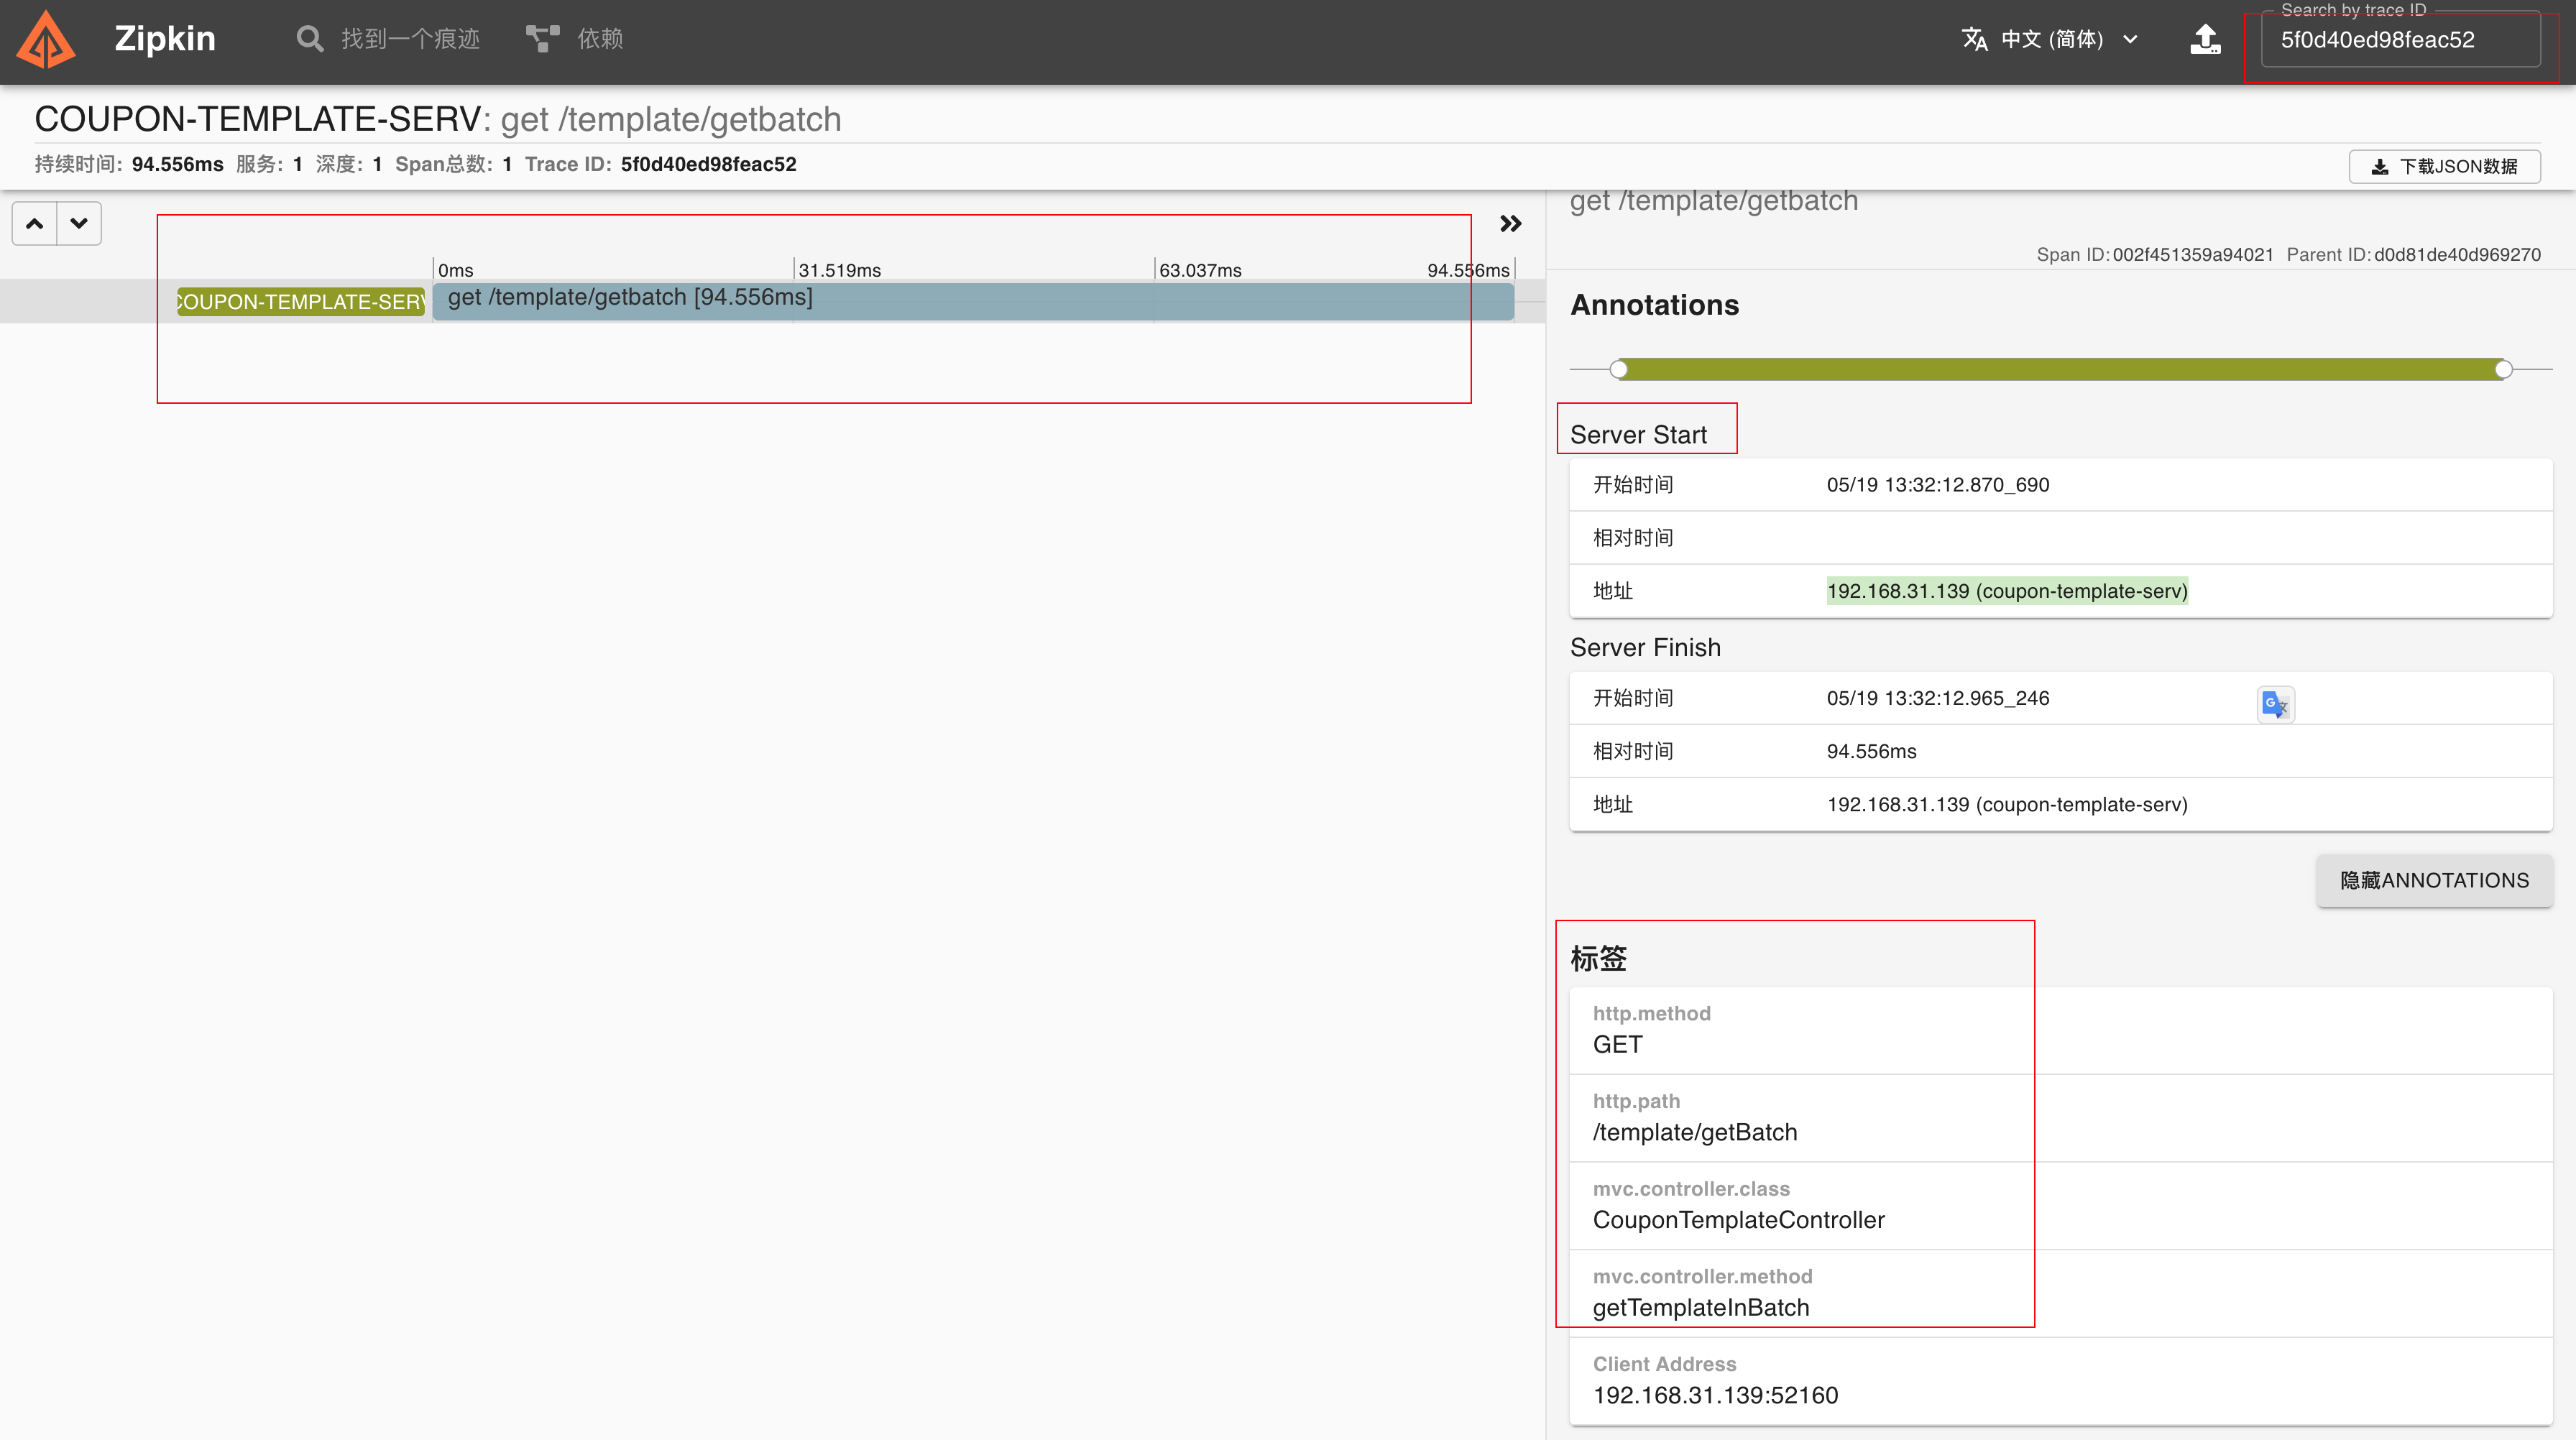 Zipkin
找到一个痕迹
依赖
中文 (简体)
Search by trace ID
5f0d40ed98feac52
COUPON-TEMPLATE-SERV: get /template/getbatch
持续时间: 94.556ms 服务: 1 深度: 1 Span总数: 1 Trace ID: 5f0d40ed98feac52
下载JSON数据
0ms
31.519ms
63.037ms
94.556ms
COUPON-TEMPLATE-SERV
get /template/getbatch [94.556ms]
get /template/getbatch
Span ID: 002f451359a94021 Parent ID: d0d81de40d969270
Annotations
Server Start
开始时间 05/19 13:32:12.870_690
相对时间
地址 192.168.31.139 (coupon-template-serv)
Server Finish
开始时间 05/19 13:32:12.965_246
相对时间 94.556ms
地址 192.168.31.139 (coupon-template-serv)
隐藏ANNOTATIONS
标签
http.method
GET
http.path
/template/getBatch
mvc.controller.class
CouponTemplateController
mvc.controller.method
getTemplateInBatch
Client Address
192.168.31.139:52160